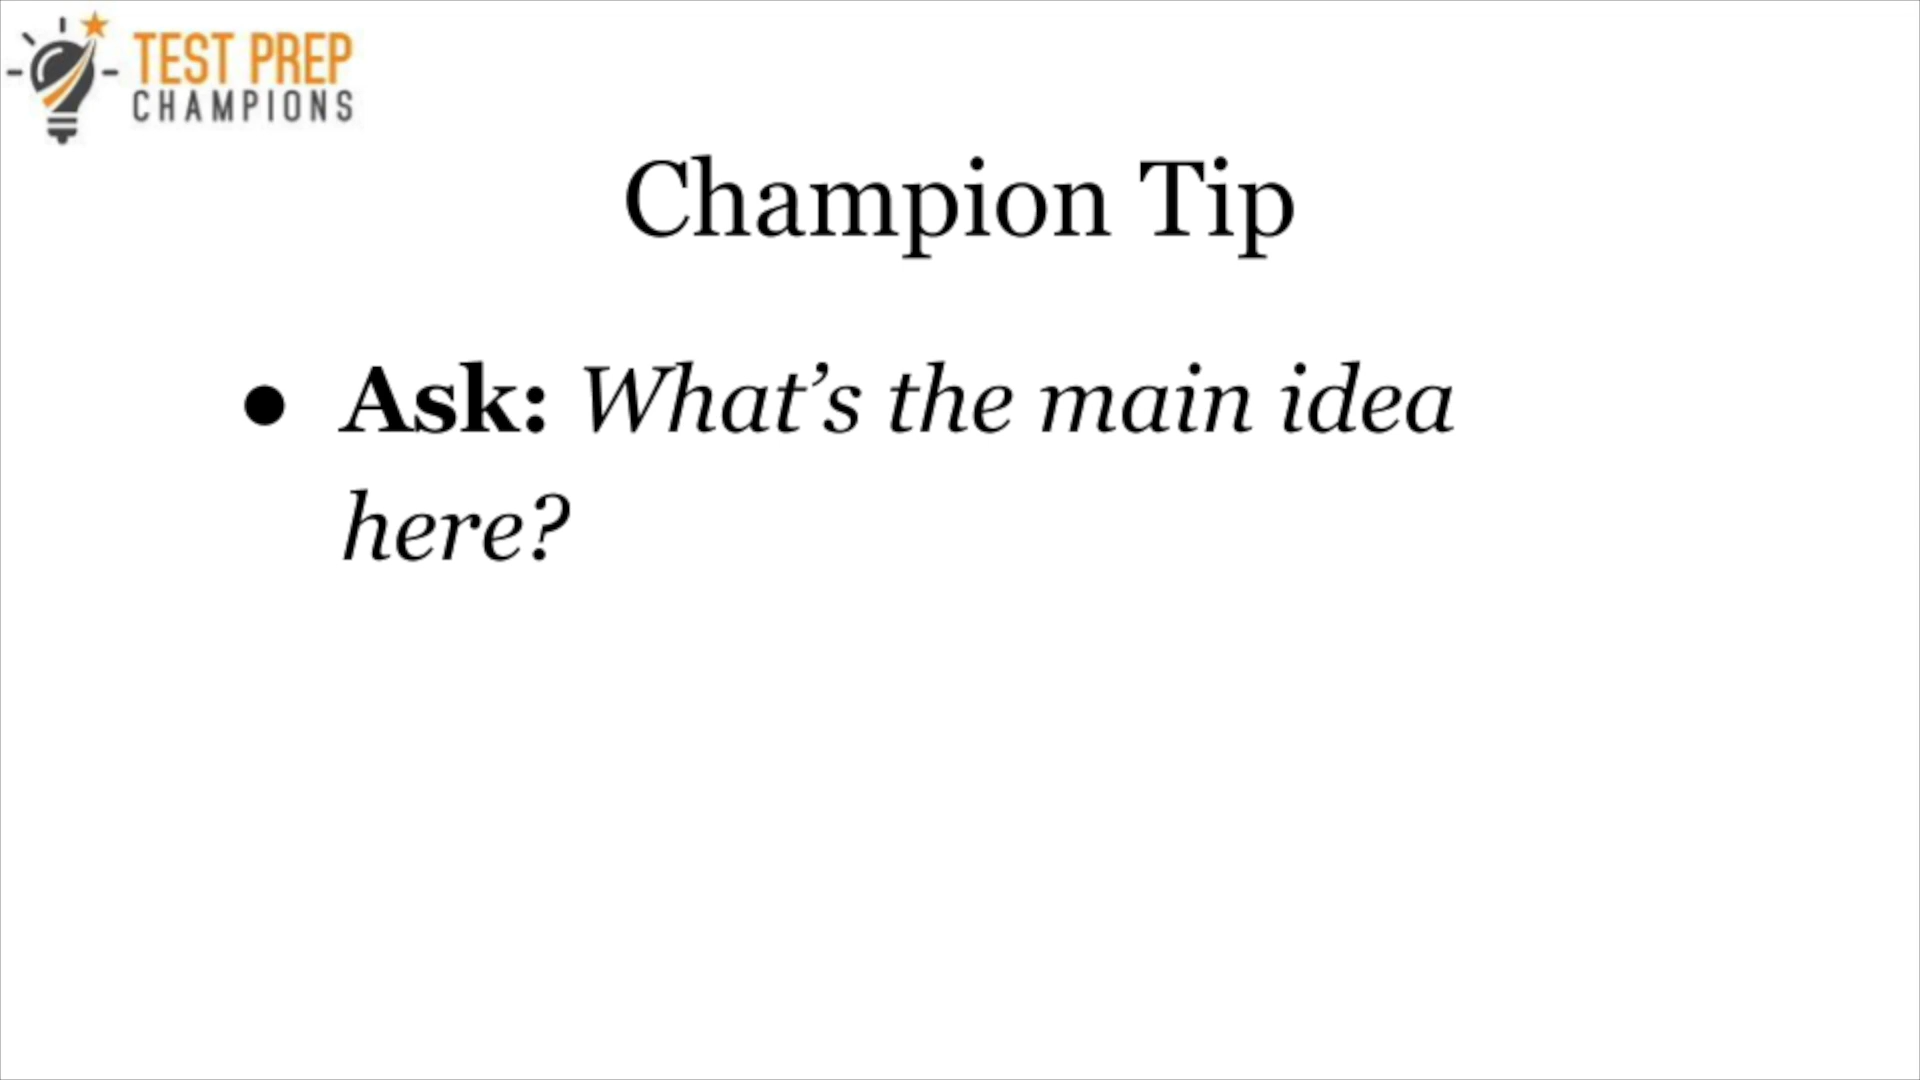 TEST PREP
CHAMPIONS
Champion Tip
● Ask: What’s the main idea
here?